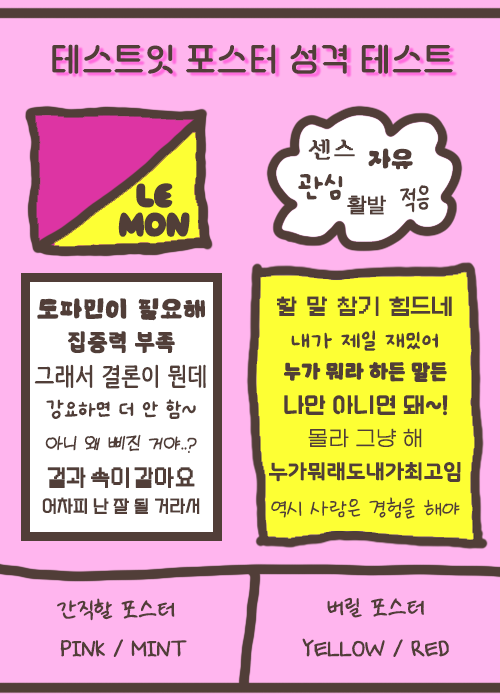 테스트잇 포스터 성격 테스트
LE
MON
센스 자유
관심 활발 적응
도파민이 필요해
집중력 부족
그래서 결론이 뭔데
강요하면 더 안 함~
아니 왜 삐진 거야..?
겉과 속이 같아요
어차피 난 잘 될 거라서
할 말 참기 힘드네
내가 제일 재밌어
누가 뭐라 하든 말든
나만 아니면 돼~!
몰라 그냥 해
누가뭐래도내가최고임
역시 사람은 경험을 해야
간직할 포스터
PINK / MINT
버릴 포스터
YELLOW / RED